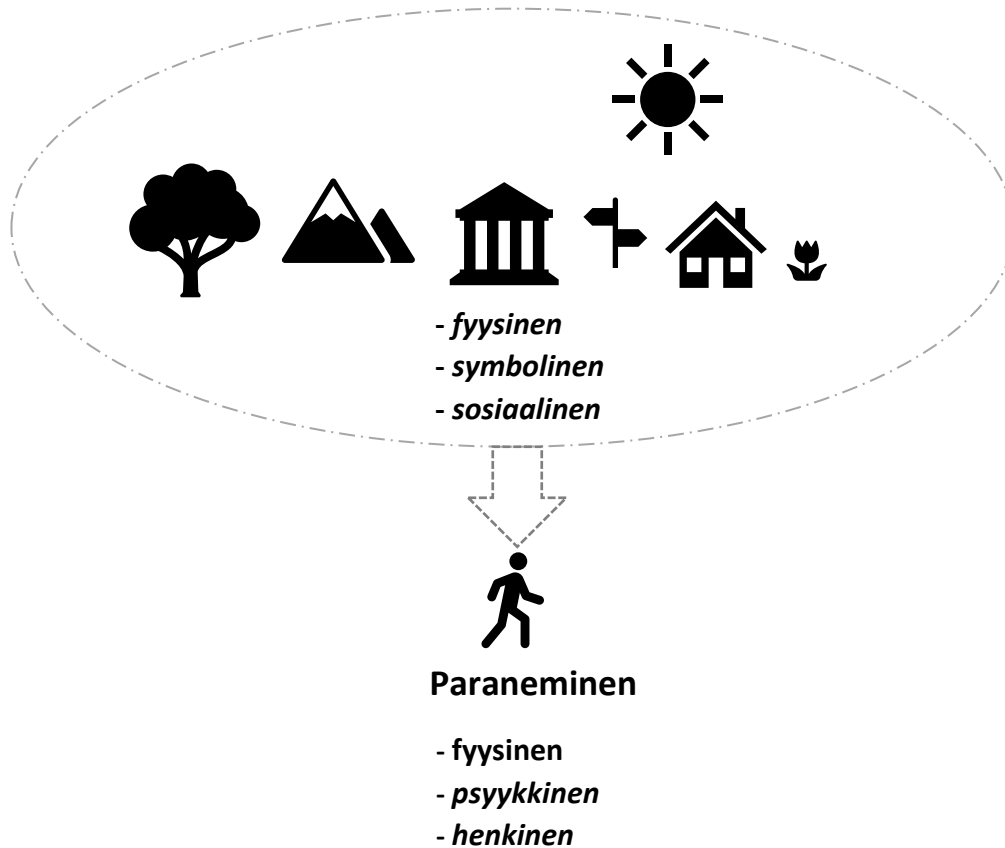 - fyysinen
- symbolinen
- sosiaalinen
Paraneminen
- fyysinen
- psyykkinen
- henkinen